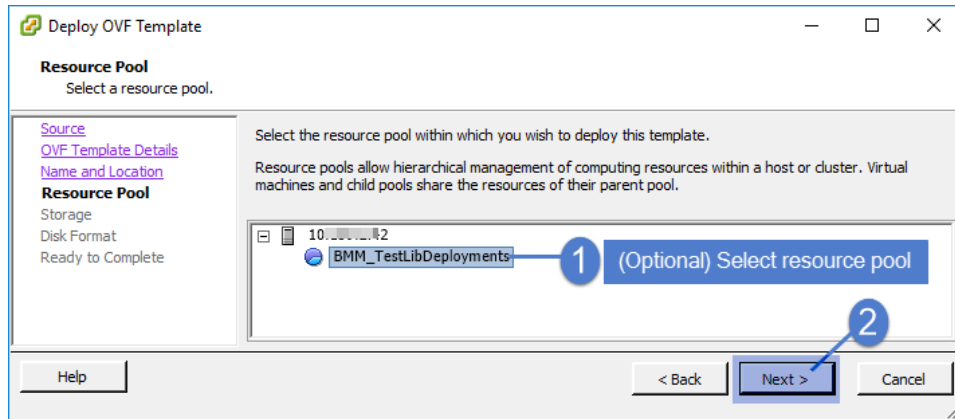 Deploy OVF Template
Resource Pool
Select a resource pool.
Source
OVF Template Details
Name and Location
Resource Pool
Storage
Disk Format
Ready to Complete
Select the resource pool within which you wish to deploy this template.
Resource pools allow hierarchical management of computing resources within a host or cluster. Virtual
machines and child pools share the resources of their parent pool.
BMM_TestLibDeployments
1
(Optional) Select resource pool
2
Help
< Back
Next >
Cancel